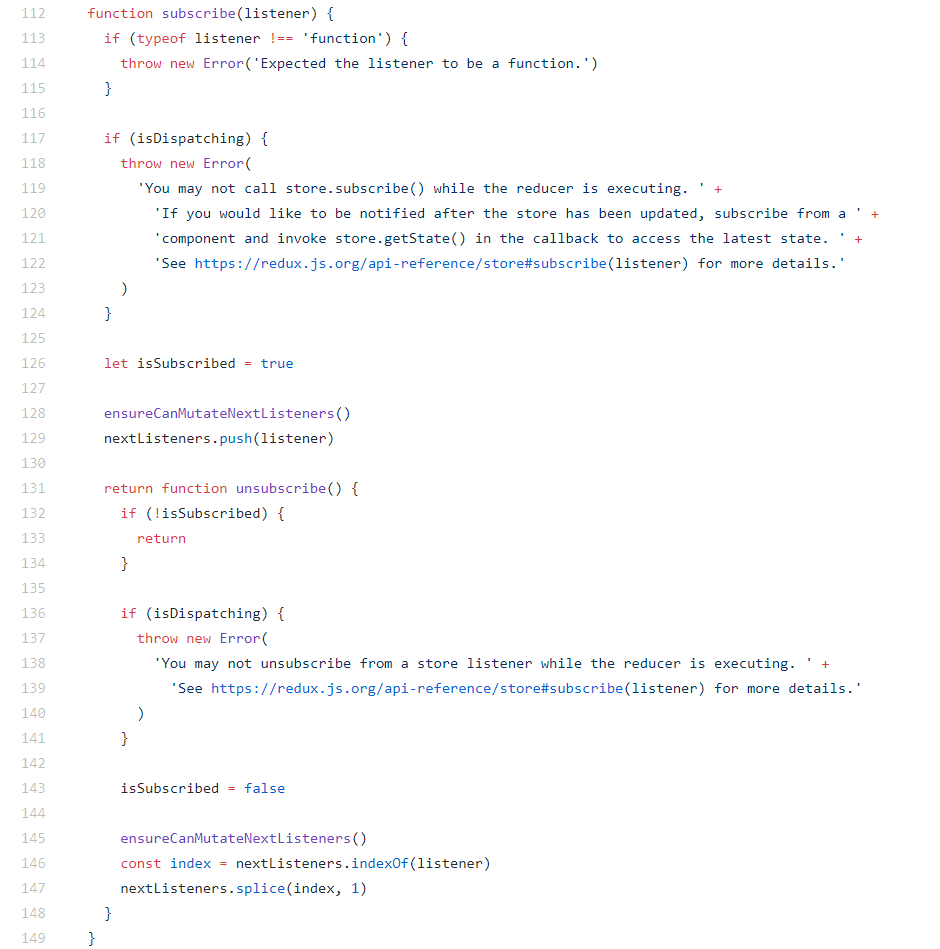 112 function subscribe(listener) {
113 if (typeof listener !== 'function') {
114 throw new Error('Expected the listener to be a function.')
115 }
116
117 if (isDispatching) {
118 throw new Error(
119 'You may not call store.subscribe() while the reducer is executing. ' +
120 'If you would like to be notified after the store has been updated, subscribe from a ' +
121 'component and invoke store.getState() in the callback to access the latest state. ' +
122 'See https://redux.js.org/api-reference/store#subscribe(listener) for more details.'
123 )
124 }
125
126 let isSubscribed = true
127
128 ensureCanMutateNextListeners()
129 nextListeners.push(listener)
130
131 return function unsubscribe() {
132 if (!isSubscribed) {
133 return
134 }
135
136 if (isDispatching) {
137 throw new Error(
138 'You may not unsubscribe from a store listener while the reducer is executing. ' +
139 'See https://redux.js.org/api-reference/store#subscribe(listener) for more details.'
140 )
141 }
142
143 isSubscribed = false
144
145 ensureCanMutateNextListeners()
146 const index = nextListeners.indexOf(listener)
147 nextListeners.splice(index, 1)
148 }
149 }